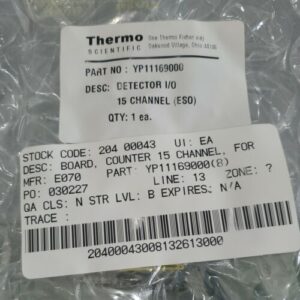 Thermo
SCIENTIFIC
One Thermo Fisher Way
Oakwood Village, Ohio 44146
PART NO: YP11169000
DESC: DETECTOR I/O
15 CHANNEL (ESO)
QTY: 1 ea.
STOCK CODE: 204 00043 UI: EA
DESC: BOARD, COUNTER 15 CHANNEL, FOR
MFR: E070 PART: YP11169000(8)
PO: 030227 LINE: 13 ZONE: ?
QA CLS: N STR LVL: B EXPIRES: N/A
TRACE :
20400043008132613000